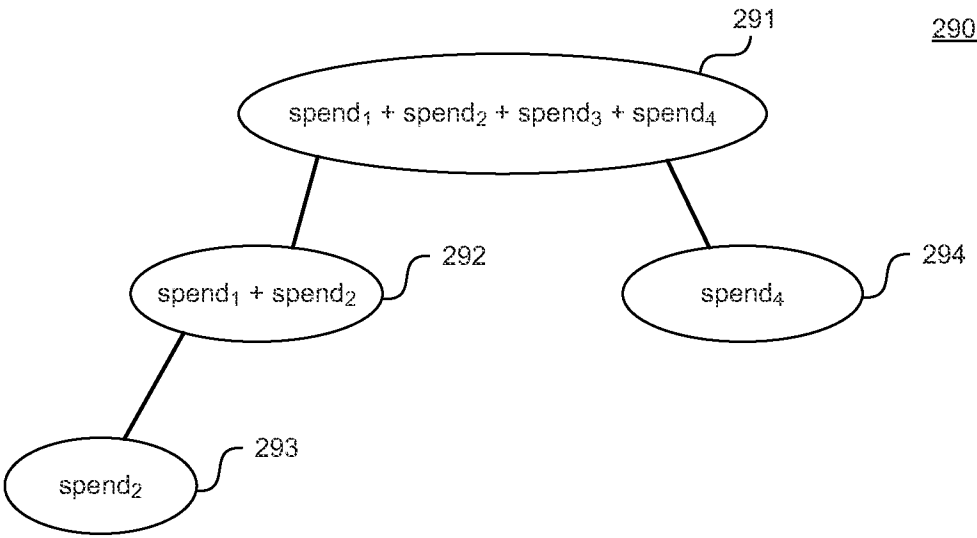 291
290
spend₁ + spend₂ + spend₃ + spend₄
292
294
spend₁ + spend₂
spend₄
293
spend₂